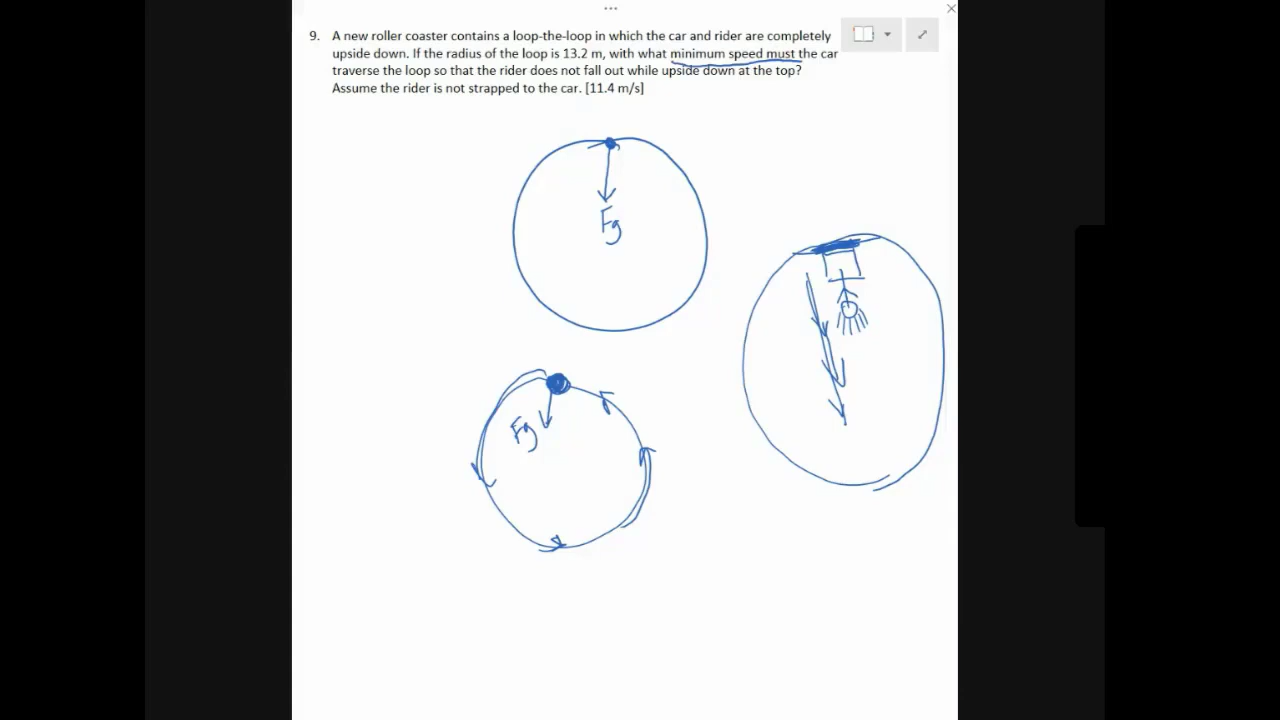 9. A new roller coaster contains a loop-the-loop in which the car and rider are completely
upside down. If the radius of the loop is 13.2 m, with what minimum speed must the car
traverse the loop so that the rider does not fall out while upside down at the top?
Assume the rider is not strapped to the car. [11.4 m/s]
Fg
Fg